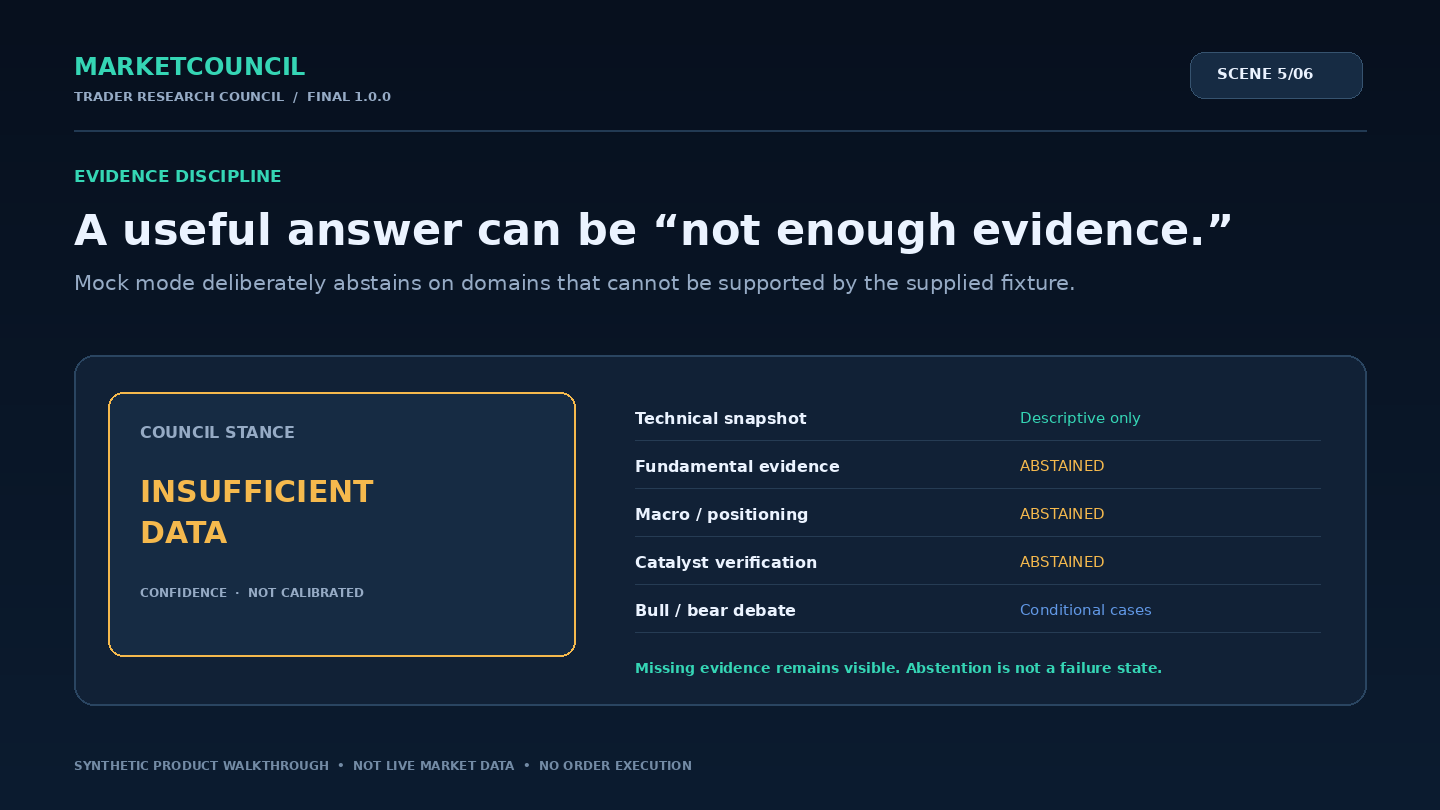 MARKETCOUNCIL
TRADER RESEARCH COUNCIL / FINAL 1.0.0
SCENE 5/06
EVIDENCE DISCIPLINE
A useful answer can be “not enough evidence.”
Mock mode deliberately abstains on domains that cannot be supported by the supplied fixture.
COUNCIL STANCE
INSUFFICIENT
DATA
CONFIDENCE · NOT CALIBRATED
Technical snapshot Descriptive only
Fundamental evidence ABSTAINED
Macro / positioning ABSTAINED
Catalyst verification ABSTAINED
Bull / bear debate Conditional cases
Missing evidence remains visible. Abstention is not a failure state.
SYNTHETIC PRODUCT WALKTHROUGH • NOT LIVE MARKET DATA • NO ORDER EXECUTION